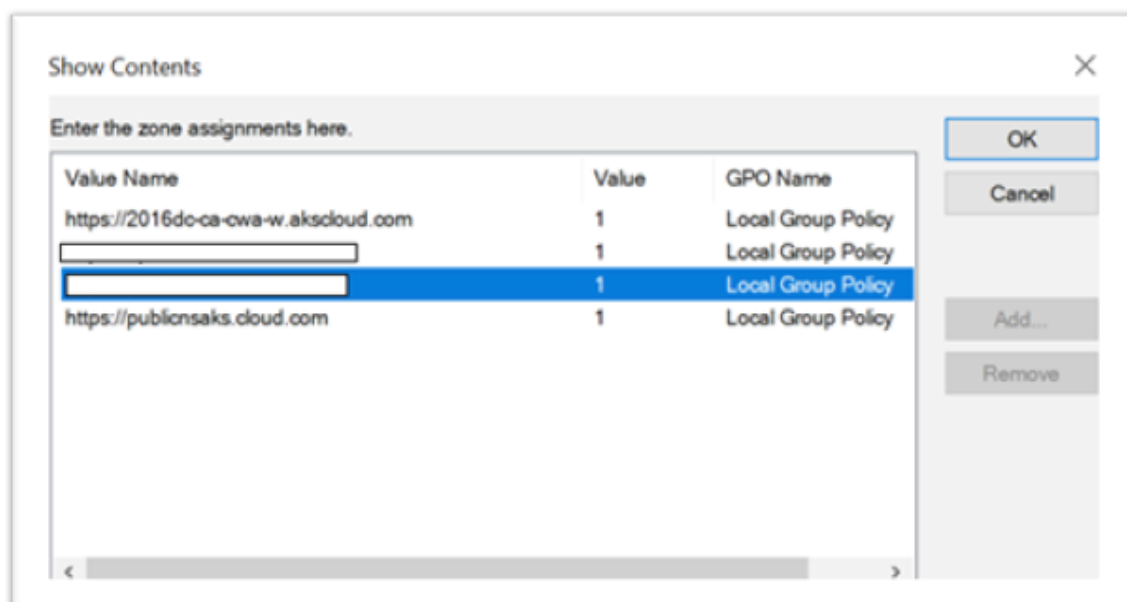 Show Contents
Enter the zone assignments here.
OK
Value Name Value GPO Name
Cancel
https://2016dc-ca-cwa-w.akscloud.com 1 Local Group Policy
1 Local Group Policy
1 Local Group Policy
https://publicnsaks.cloud.com 1 Local Group Policy
Add...
Remove